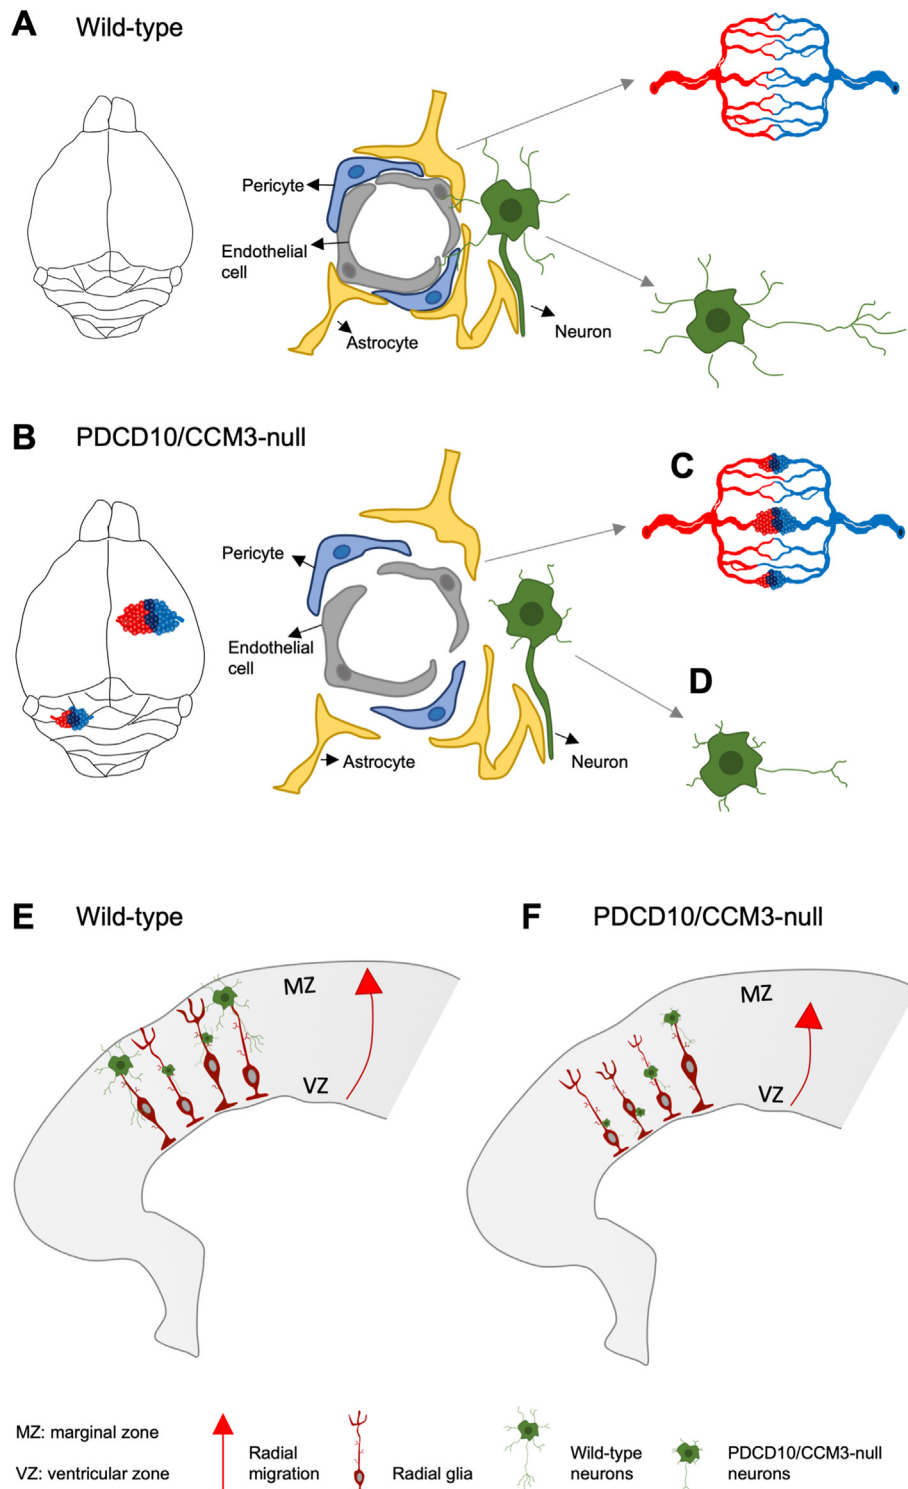 A Wild-type
Pericyte
Endothelial
cell
Astrocyte
Neuron
B PDCD10/CCM3-null
C
Pericyte
Endothelial
cell
D
Astrocyte
Neuron
E Wild-type
F PDCD10/CCM3-null
MZ
VZ
MZ
VZ
MZ: marginal zone
VZ: ventricular zone
Radial
migration
Radial glia
Wild-type
neurons
PDCD10/CCM3-null
neurons